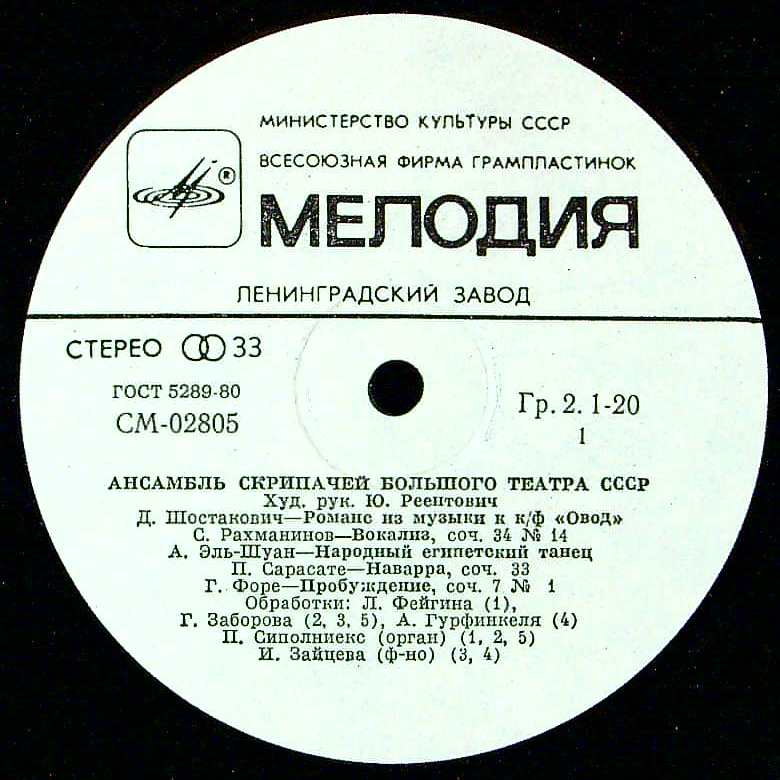 МИНИСТЕРСТВО КУЛЬТУРЫ СССР
ВСЕСОЮЗНАЯ ФИРМА ГРАМПЛАСТИНОК
®
МЕЛОДИЯ
ЛЕНИНГРАДСКИЙ ЗАВОД
СТЕРЕО 33
ГОСТ 5289-80
СМ-02805
Гр. 2. 1-20
1
АНСАМБЛЬ СКРИПАЧЕЙ БОЛЬШОГО ТЕАТРА СССР
Худ. рук. Ю. Реентович
Д. Шостакович—Романс из музыки к к/ф «Овод»
С. Рахманинов—Вокализ, соч. 34 № 14
А. Эль-Шуан—Народный египетский танец
П. Сарасате—Наварра, соч. 33
Г. Форе—Пробуждение, соч. 7 № 1
Обработки: Л. Фейгина (1),
Г. Заборова (2, 3, 5), А. Гурфинкеля (4)
П. Сиполниекс (орган) (1, 2, 5)
И. Зайцева (ф-но) (3, 4)